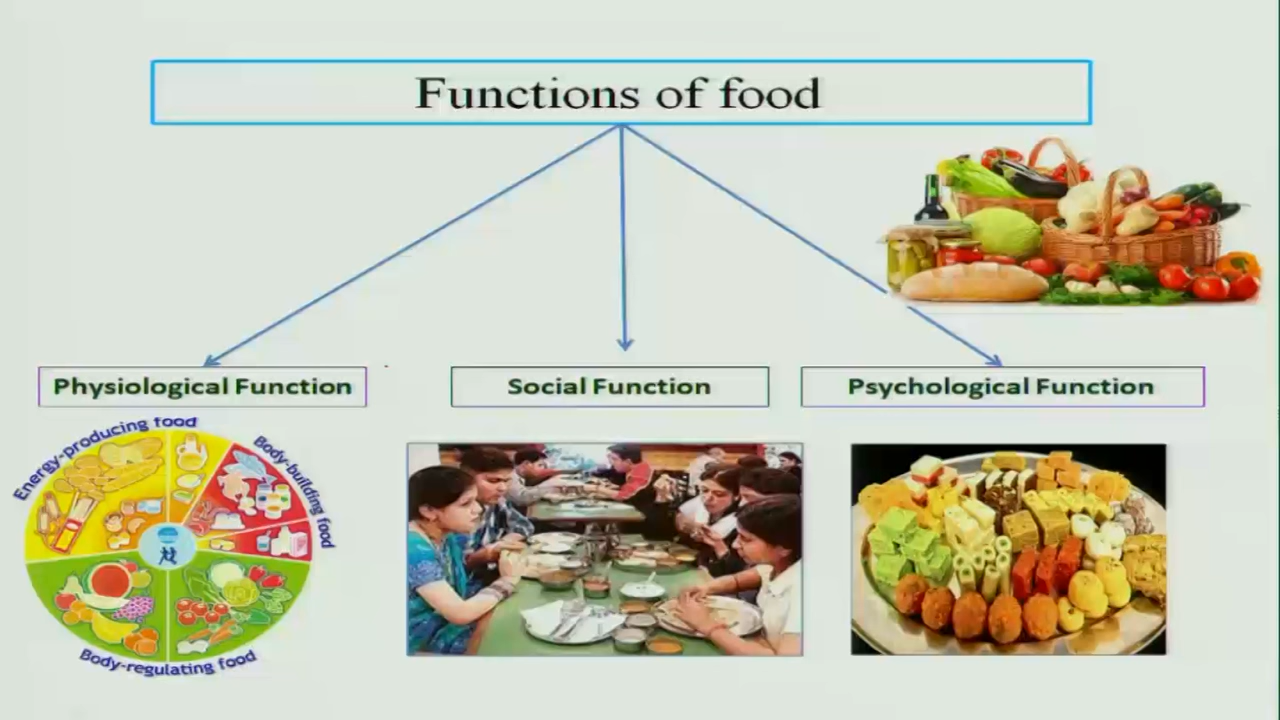 Functions of food
Physiological Function
Social Function
Psychological Function
Energy-producing food
Body-building food
Body-regulating food